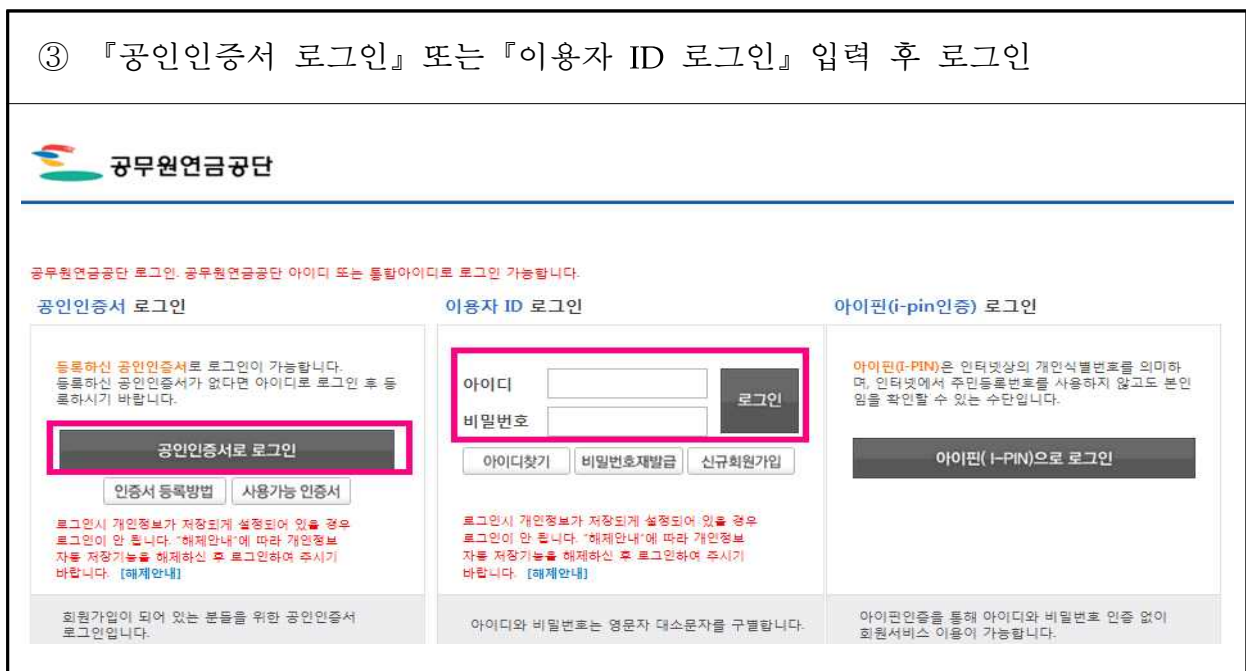 ③ 『공인인증서 로그인』또는『이용자 ID 로그인』입력 후 로그인
공무원연금공단
공무원연금공단 로그인. 공무원연금공단 아이디 또는 통합아이디로 로그인 가능합니다.
공인인증서 로그인
등록하신 공인인증서로 로그인이 가능합니다.
등록하신 공인인증서가 없다면 아이디로 로그인 후 등
록하시기 바랍니다.
공인인증서로 로그인
인증서 등록방법
사용가능 인증서
로그인시 개인정보가 저장되게 설정되어 있을 경우
로그인이 안 됩니다. "해제안내"에 따라 개인정보
자동 저장기능을 해제하신 후 로그인하여 주시기
바랍니다. [해제안내]
회원가입이 되어 있는 분들을 위한 공인인증서
로그인입니다.
이용자 ID 로그인
아이디
비밀번호
로그인
아이디찾기
비밀번호재발급
신규회원가입
로그인시 개인정보가 저장되게 설정되어 있을 경우
로그인이 안 됩니다. "해제안내"에 따라 개인정보
자동 저장기능을 해제하신 후 로그인하여 주시기
바랍니다. [해제안내]
아이디와 비밀번호는 영문자 대소문자를 구별합니다.
아이핀(i-pin인증) 로그인
아이핀(I-PIN)은 인터넷상의 개인식별번호를 의미하
며, 인터넷에서 주민등록번호를 사용하지 않고도 본인
임을 확인할 수 있는 수단입니다.
아이핀( I-PIN)으로 로그인
아이핀인증을 통해 아이디와 비밀번호 인증 없이
회원서비스 이용이 가능합니다.